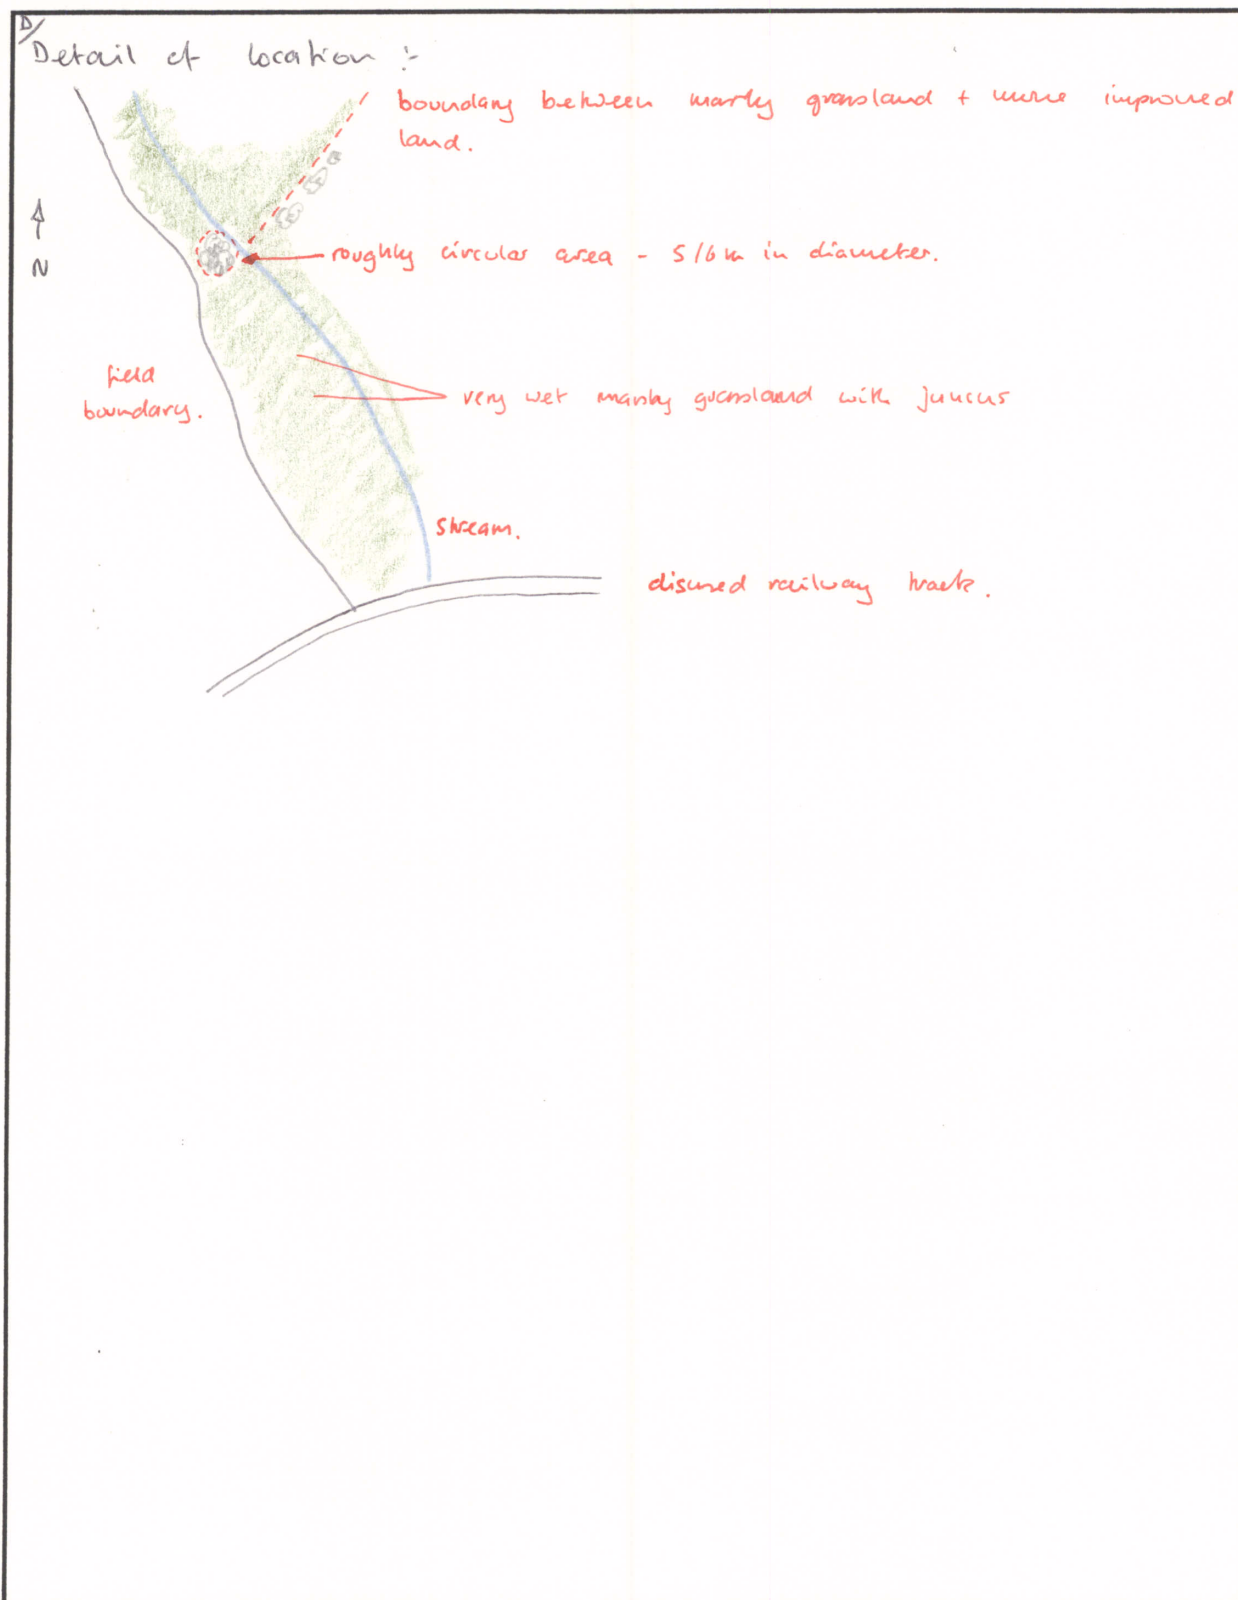 D/
Detail of location :-
boundary between marshy grassland + more improved
land.
N
roughly circular area - 5/6m in diameter.
field
boundary.
very wet marshy grassland with juncus
stream.
disused railway track.